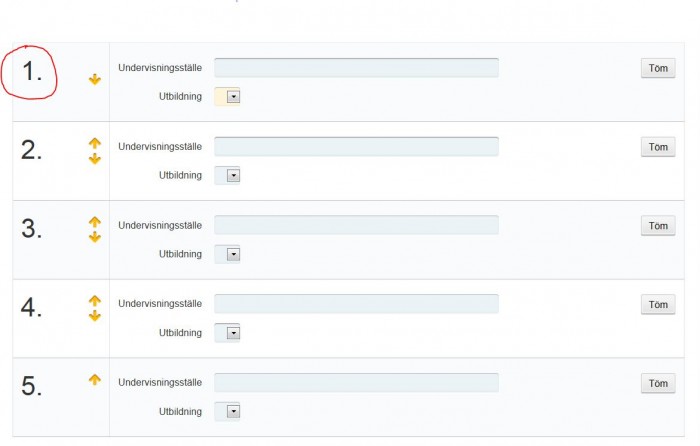 1. Undervisningsställe Töm
Utbildning
2. Undervisningsställe Töm
Utbildning
3. Undervisningsställe Töm
Utbildning
4. Undervisningsställe Töm
Utbildning
5. Undervisningsställe Töm
Utbildning